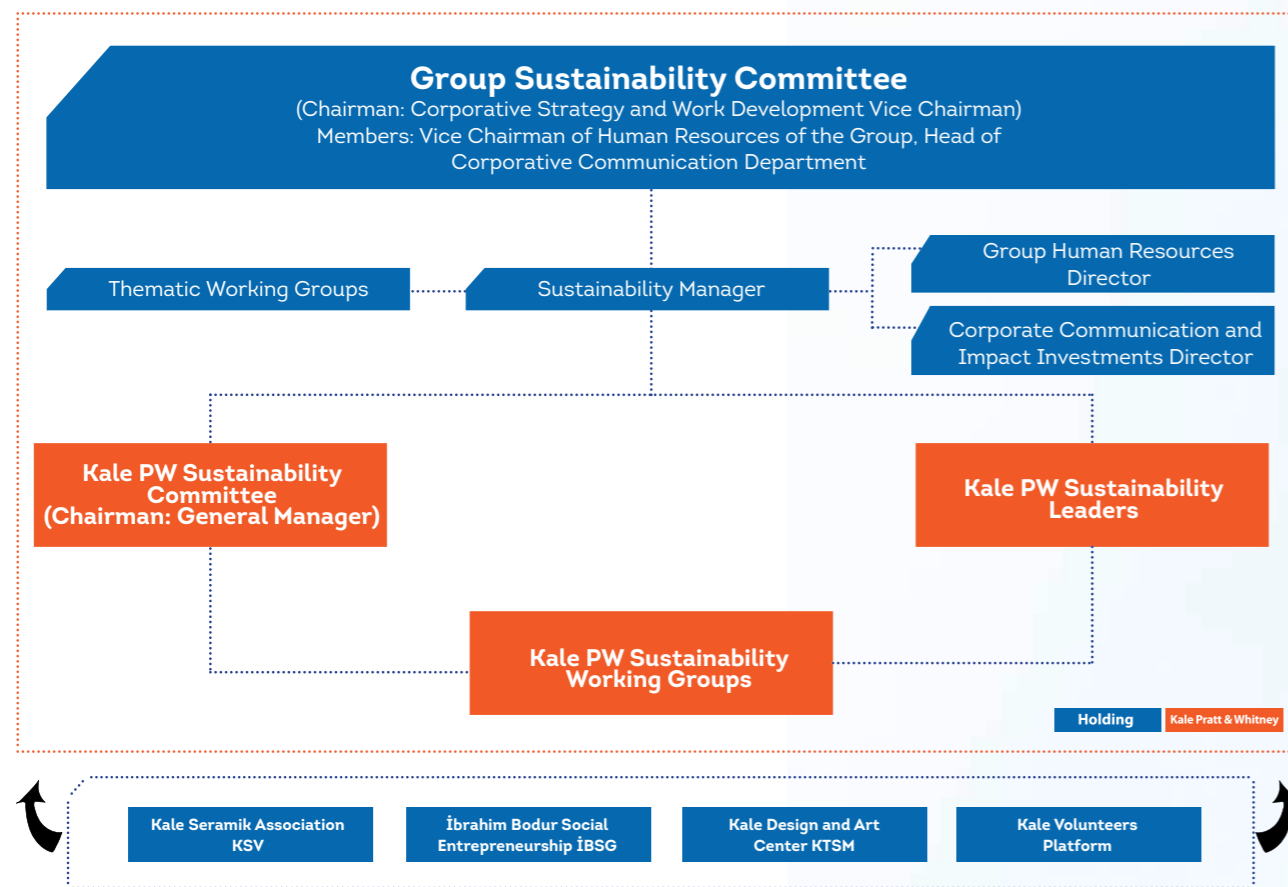 Group Sustainability Committee
(Chairman: Corporative Strategy and Work Development Vice Chairman)
Members: Vice Chairman of Human Resources of the Group, Head of
Corporative Communication Department
Thematic Working Groups
Sustainability Manager
Group Human Resources
Director
Corporate Communication and
Impact Investments Director
Kale PW Sustainability
Committee
(Chairman: General Manager)
Kale PW Sustainability
Leaders
Kale PW Sustainability
Working Groups
Holding
Kale Pratt & Whitney
Kale Seramik Association
KSV
İbrahim Bodur Social
Entrepreneurship İBSG
Kale Design and Art
Center KTSM
Kale Volunteers
Platform